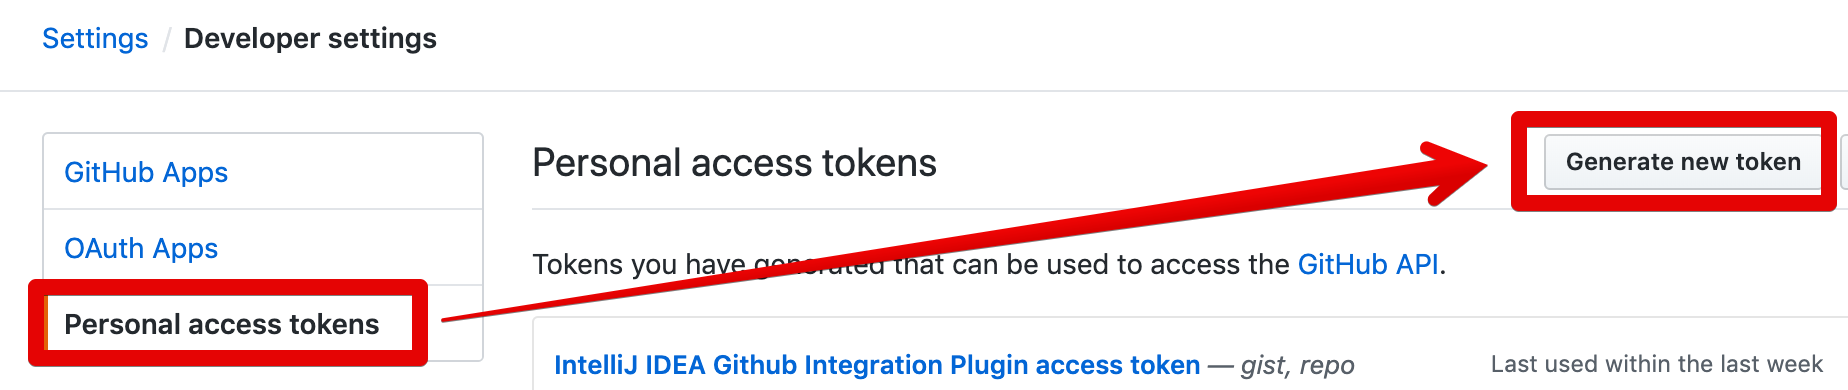 Settings / Developer settings
GitHub Apps
OAuth Apps
Personal access tokens
Personal access tokens
Generate new token
Tokens you have generated that can be used to access the GitHub API.
IntelliJ IDEA Github Integration Plugin access token — gist, repo
Last used within the last week